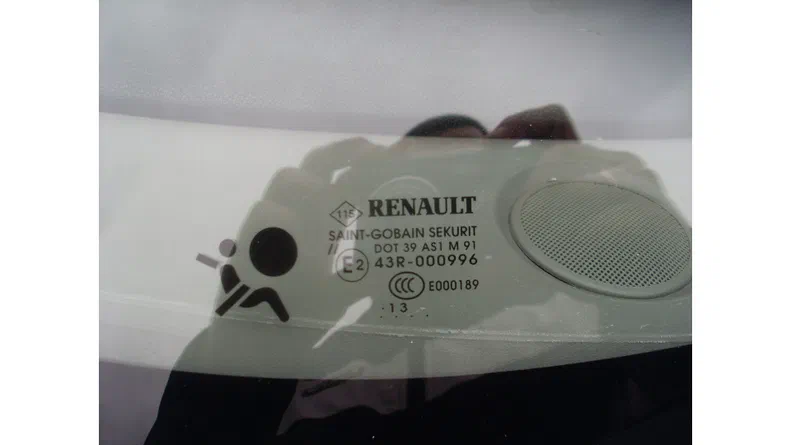 115 RENAULT
SAINT-GOBAIN SEKURIT
// DOT 39 AS1 M 91
E2 43R-000996
CCC E000189
·13
....